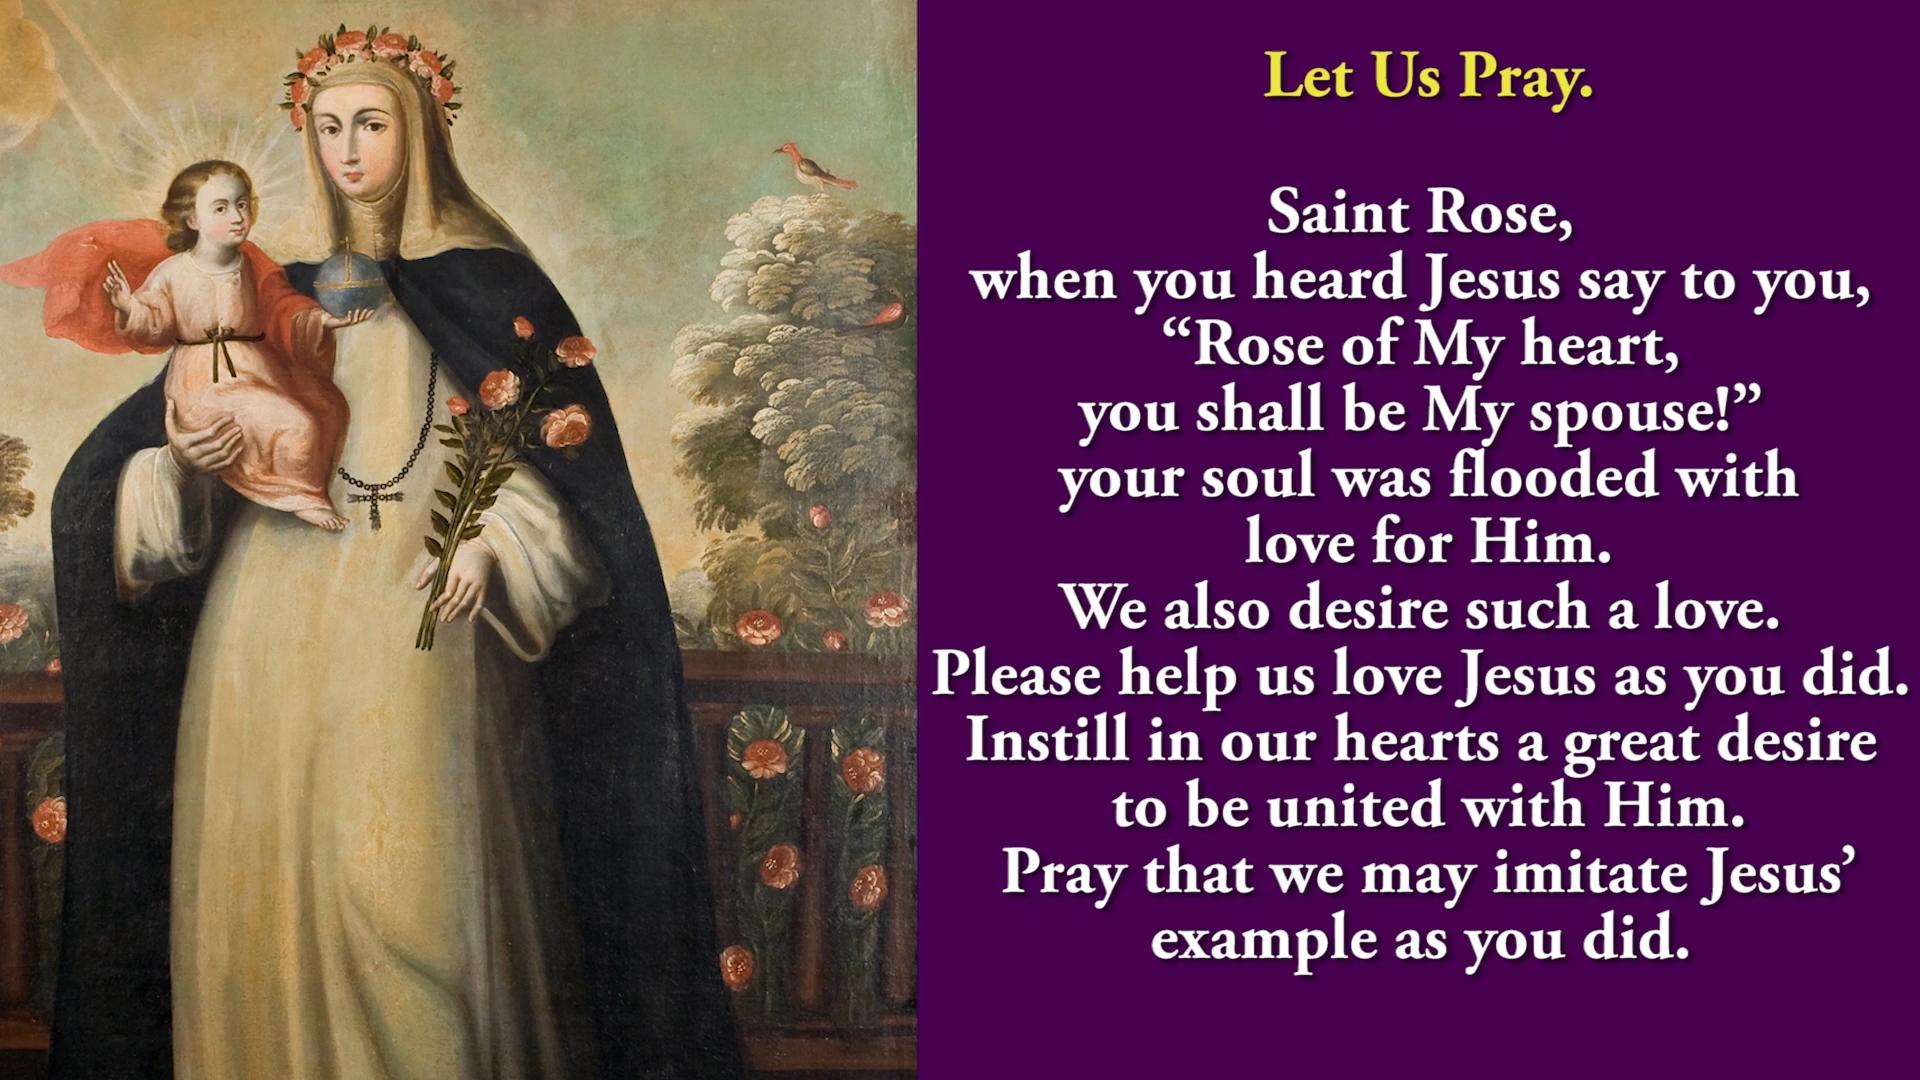 Let Us Pray.
Saint Rose,
when you heard Jesus say to you,
“Rose of My heart,
you shall be My spouse!”
your soul was flooded with
love for Him.
We also desire such a love.
Please help us love Jesus as you did.
Instill in our hearts a great desire
to be united with Him.
Pray that we may imitate Jesus’
example as you did.